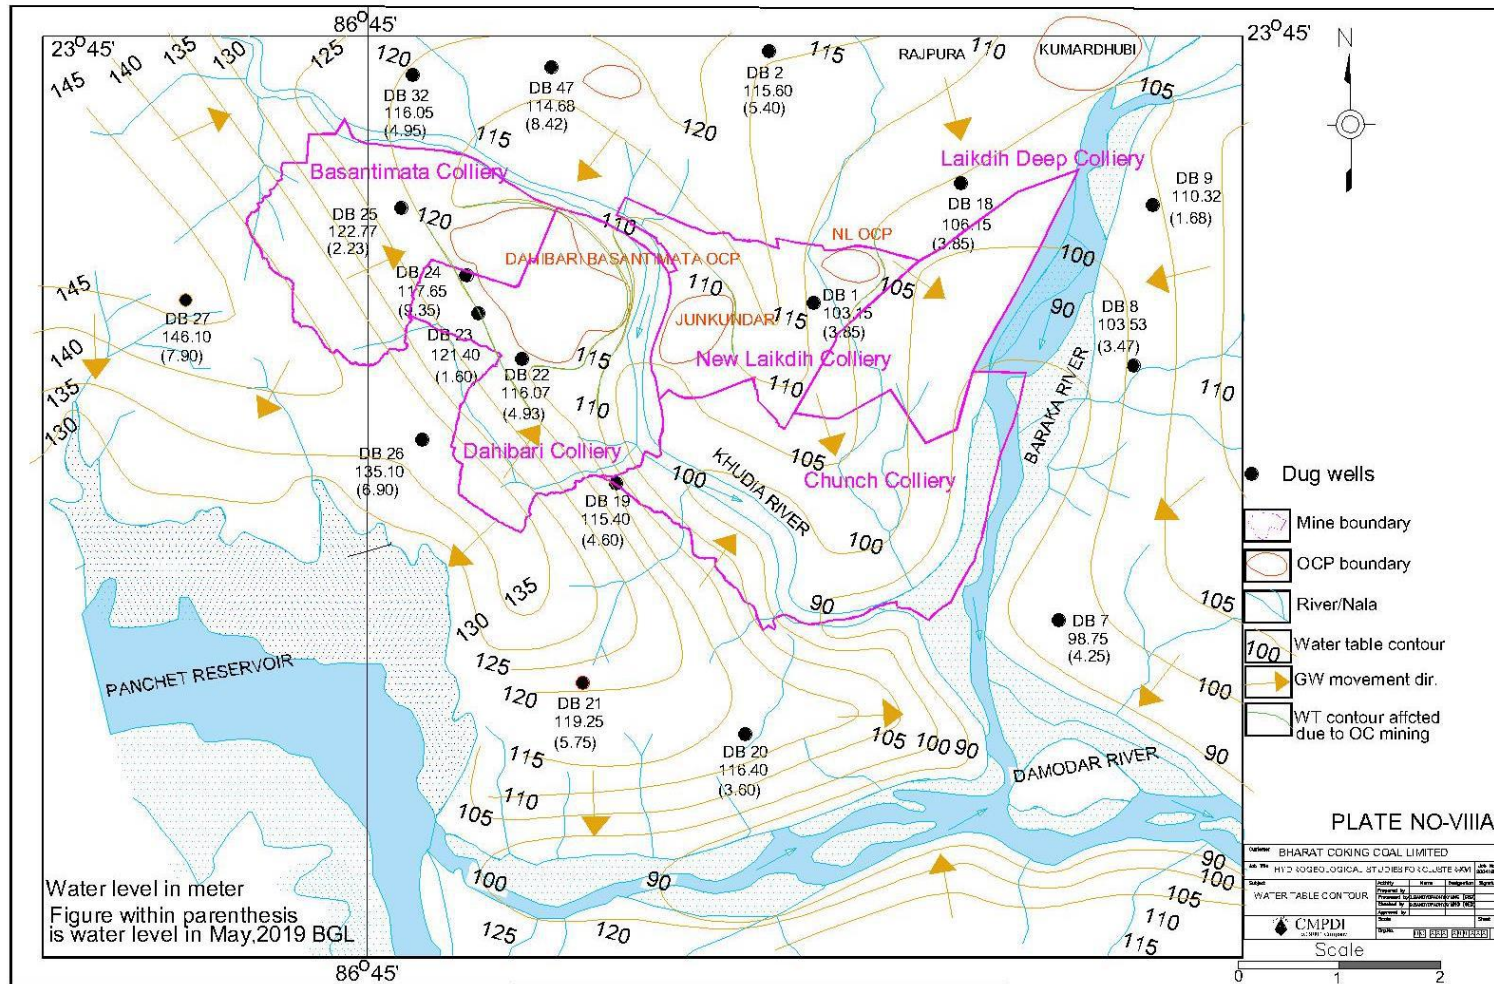 86°45'
23°45'
23°45'
145
140
135
130
125
120
115
110
105
120
115
110
RAJPURA
KUMARDHUBI
N
DB 32
116.05
(4.95)
DB 47
114.68
(8.42)
DB 2
115.60
(5.40)
Basantimata Colliery
Laikdih Deep Colliery
DB 25
122.77
(2.23)
120
110
DB 18
106.15
(3.85)
DB 9
110.32
(1.68)
NL OCP
DAHIBARI BASANTIMATA OCP
DB 24
117.65
(9.35)
110
105
100
90
145
DB 27
146.10
(7.90)
DB 23
121.40
(1.60)
JUNKUNDAR
115
DB 1
103.15
(3.85)
DB 8
103.53
(3.47)
DB 22
116.07
(4.93)
115
New Laikdih Colliery
140
135
130
110
110
110
BARAKA RIVER
DB 26
135.10
(6.90)
Dahibari Colliery
100
KHUDIA RIVER
105
Chunch Colliery
DB 19
115.40
(4.60)
100
90
135
130
125
120
105
DB 7
98.75
(4.25)
PANCHET RESERVOIR
DB 21
119.25
(5.75)
DB 20
116.40
(3.60)
105
100
90
100
90
115
110
105
DAMODAR RIVER
100
90
125
120
90
100
105
110
115
Water level in meter
Figure within parenthesis
is water level in May,2019 BGL
86°45'
Dug wells
Mine boundary
OCP boundary
River/Nala
100
Water table contour
GW movement dir.
WT contour affcted
due to OC mining
PLATE NO-VIIIA
BHARAT COKING COAL LIMITED
WATER TABLE CONTOUR
CMPDI
Scale
0 1 2